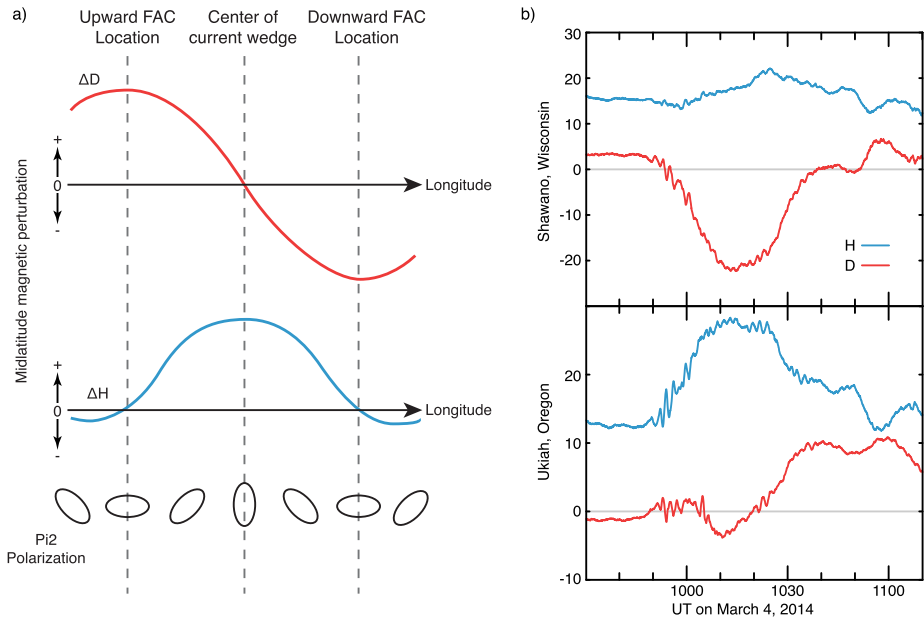 a)
Upward FAC
Location
Center of
current wedge
Downward FAC
Location
ΔD
+
0
-
Longitude
Midlatitude magnetic perturbation
ΔH
+
0
-
Longitude
Pi2
Polarization
b)
30
20
10
0
-10
-20
Shawano, Wisconsin
H
D
20
10
0
-10
Ukiah, Oregon
1000
1030
1100
UT on March 4, 2014